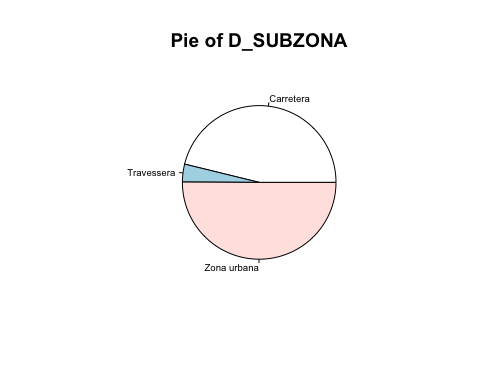 Pie of D_SUBZONA
Carretera
Travessera
Zona urbana